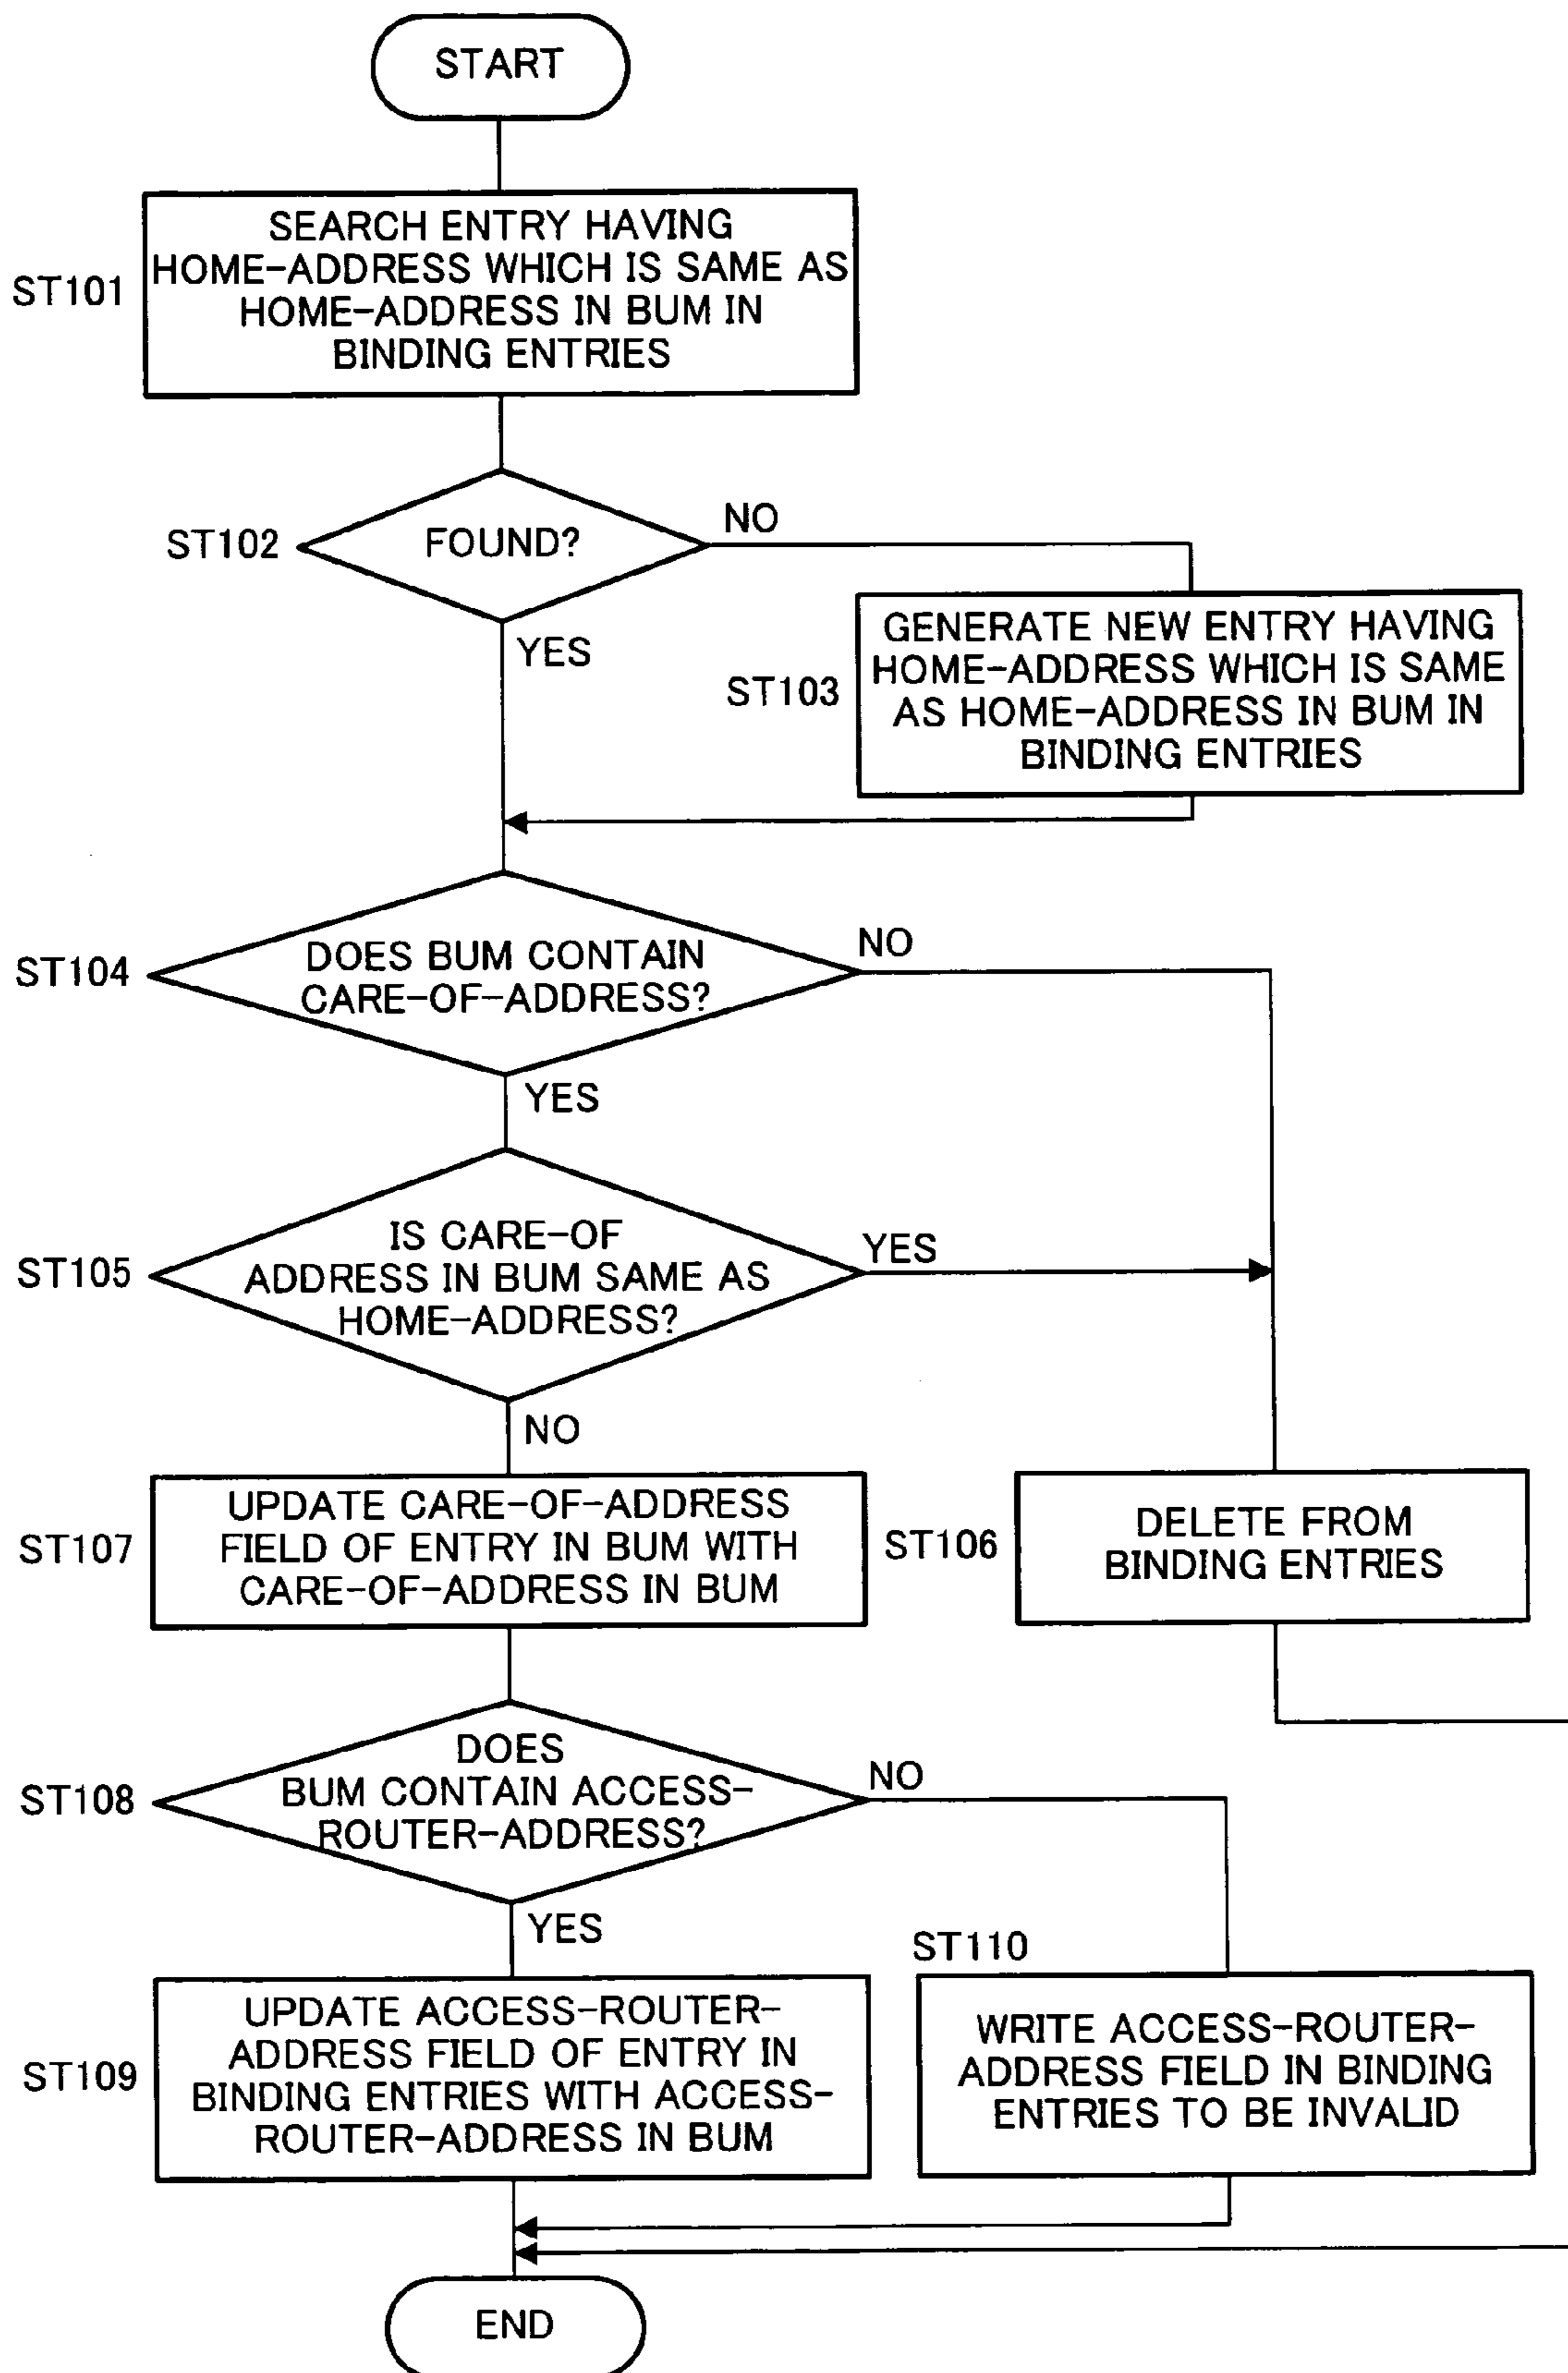 START
ST101
SEARCH ENTRY HAVING
HOME-ADDRESS WHICH IS SAME AS
HOME-ADDRESS IN BUM IN
BINDING ENTRIES
ST102
FOUND?
NO
YES
ST103
GENERATE NEW ENTRY HAVING
HOME-ADDRESS WHICH IS SAME
AS HOME-ADDRESS IN BUM IN
BINDING ENTRIES
ST104
DOES BUM CONTAIN
CARE-OF-ADDRESS?
NO
YES
ST105
IS CARE-OF
ADDRESS IN BUM SAME AS
HOME-ADDRESS?
YES
NO
ST107
UPDATE CARE-OF-ADDRESS
FIELD OF ENTRY IN BUM WITH
CARE-OF-ADDRESS IN BUM
ST106
DELETE FROM
BINDING ENTRIES
ST108
DOES
BUM CONTAIN ACCESS-
ROUTER-ADDRESS?
NO
YES
ST109
UPDATE ACCESS-ROUTER-
ADDRESS FIELD OF ENTRY IN
BINDING ENTRIES WITH ACCESS-
ROUTER-ADDRESS IN BUM
ST110
WRITE ACCESS-ROUTER-
ADDRESS FIELD IN BINDING
ENTRIES TO BE INVALID
END